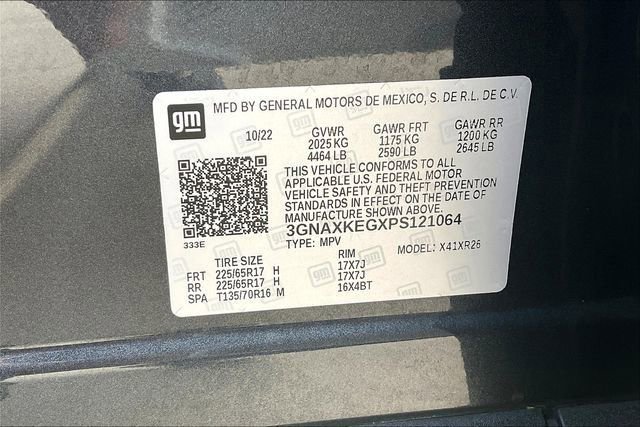 gm
MFD BY GENERAL MOTORS DE MEXICO, S. DE R.L. DE C.V.
10/22 GVWR GAWR FRT GAWR RR
2025 KG 1175 KG 1200 KG
4464 LB 2590 LB 2645 LB
THIS VEHICLE CONFORMS TO ALL
APPLICABLE U.S. FEDERAL MOTOR
VEHICLE SAFETY AND THEFT PREVENTION
STANDARDS IN EFFECT ON THE DATE OF
MANUFACTURE SHOWN ABOVE.
333E
3GNAXKEGXPS121064
TYPE: MPV MODEL: X41XR26
TIRE SIZE RIM
FRT 225/65R17 H 17X7J
RR 225/65R17 H 17X7J
SPA T135/70R16 M 16X4BT